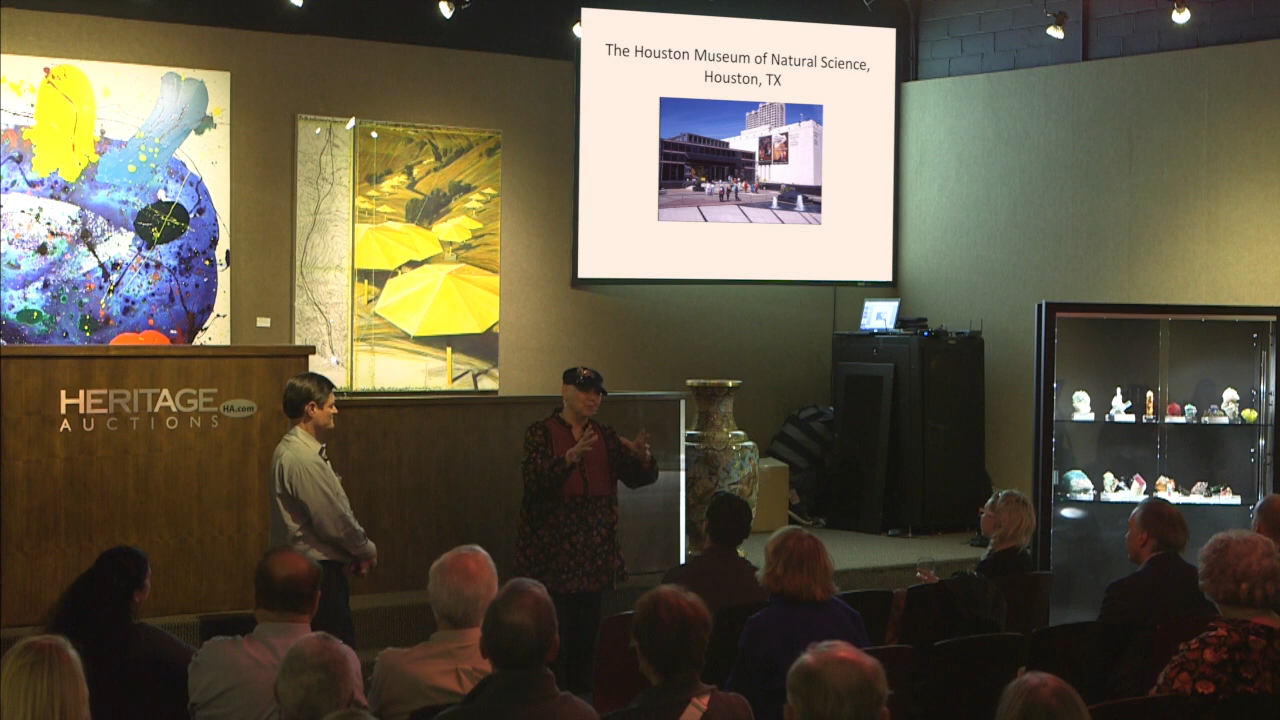 The Houston Museum of Natural Science,
Houston, TX
HERITAGE
HA.com
AUCTIONS